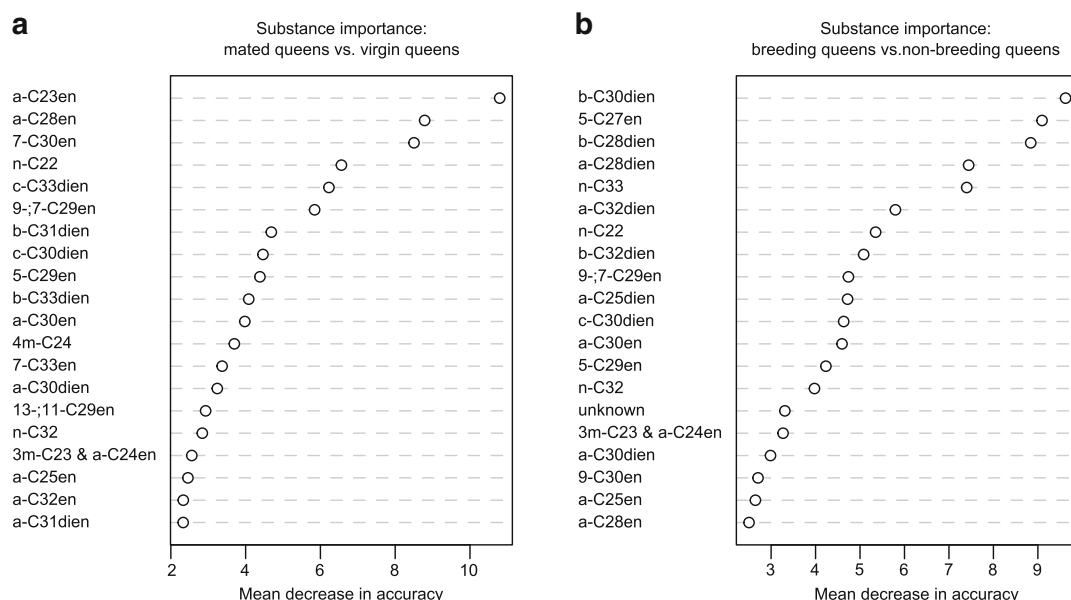 a
Substance importance:
mated queens vs. virgin queens
a-C23en
a-C28en
7-C30en
n-C22
c-C33dien
9-;7-C29en
b-C31dien
c-C30dien
5-C29en
b-C33dien
a-C30en
4m-C24
7-C33en
a-C30dien
13-;11-C29en
n-C32
3m-C23 & a-C24en
a-C25en
a-C32en
a-C31dien
2 4 6 8 10
Mean decrease in accuracy
b
Substance importance:
breeding queens vs.non-breeding queens
b-C30dien
5-C27en
b-C28dien
a-C28dien
n-C33
a-C32dien
n-C22
b-C32dien
9-;7-C29en
a-C25dien
c-C30dien
a-C30en
5-C29en
n-C32
unknown
3m-C23 & a-C24en
a-C30dien
9-C30en
a-C25en
a-C28en
3 4 5 6 7 8 9
Mean decrease in accuracy